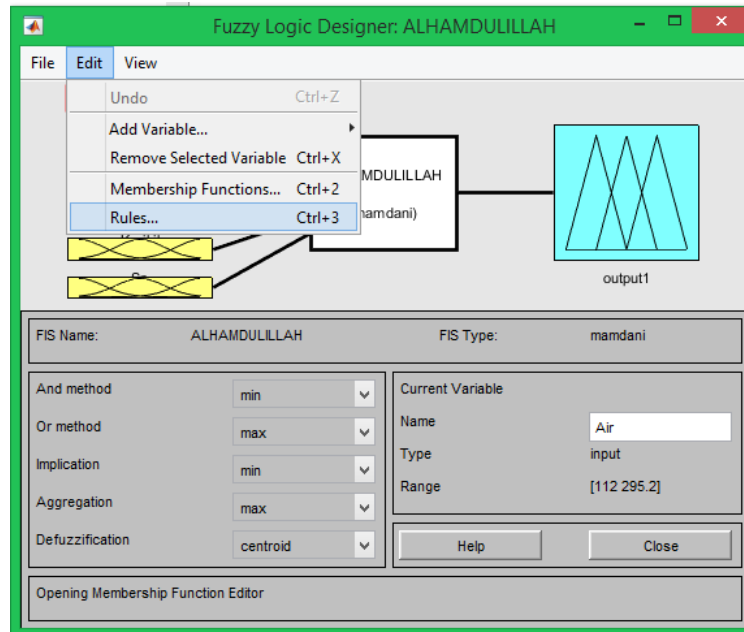 Fuzzy Logic Designer: ALHAMDULILLAH
File Edit View
Undo Ctrl+Z
Add Variable...
Remove Selected Variable Ctrl+X
Membership Functions... Ctrl+2
Rules... Ctrl+3
MDULILLAH
amdani)
output1
FIS Name: ALHAMDULILLAH FIS Type: mamdani
And method min
Or method max
Implication min
Aggregation max
Defuzzification centroid
Current Variable
Name Air
Type input
Range [112 295.2]
Help Close
Opening Membership Function Editor